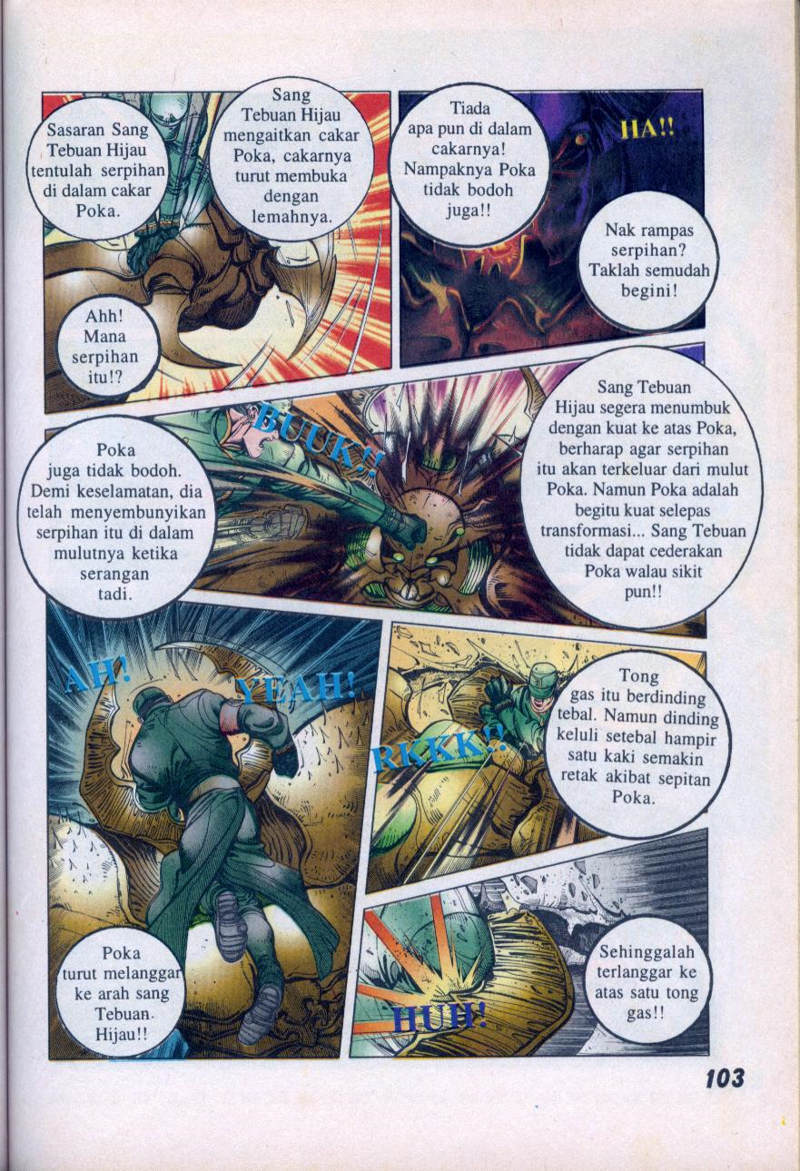 Sasaran Sang
Tebuan Hijau
tentulah serpihan
di dalam cakar
Poka.
Sang
Tebuan Hijau
mengaitkan cakar
Poka, cakarnya
turut membuka
dengan
lemahnya.
Ahh!
Mana
serpihan
itu!?
Tiada
apa pun di dalam
cakarnya!
Nampaknya Poka
tidak bodoh
juga!!
HA!!
Nak rampas
serpihan?
Taklah semudah
begini!
Poka
juga tidak bodoh.
Demi keselamatan, dia
telah menyembunyikan
serpihan itu di dalam
mulutnya ketika
serangan
tadi.
BUUK!!
Sang Tebuan
Hijau segera menumbuk
dengan kuat ke atas Poka,
berharap agar serpihan
itu akan terkeluar dari mulut
Poka. Namun Poka adalah
begitu kuat selepas
transformasi... Sang Tebuan
tidak dapat cederakan
Poka walau sikit
pun!!
AH!
YEAH!
Poka
turut melanggar
ke arah sang
Tebuan
Hijau!!
RKKK!!
Tong
gas itu berdinding
tebal. Namun dinding
keluli setebal hampir
satu kaki semakin
retak akibat sepitan
Poka.
HUH!
Sehinggalah
terlanggar ke
atas satu tong
gas!!
103